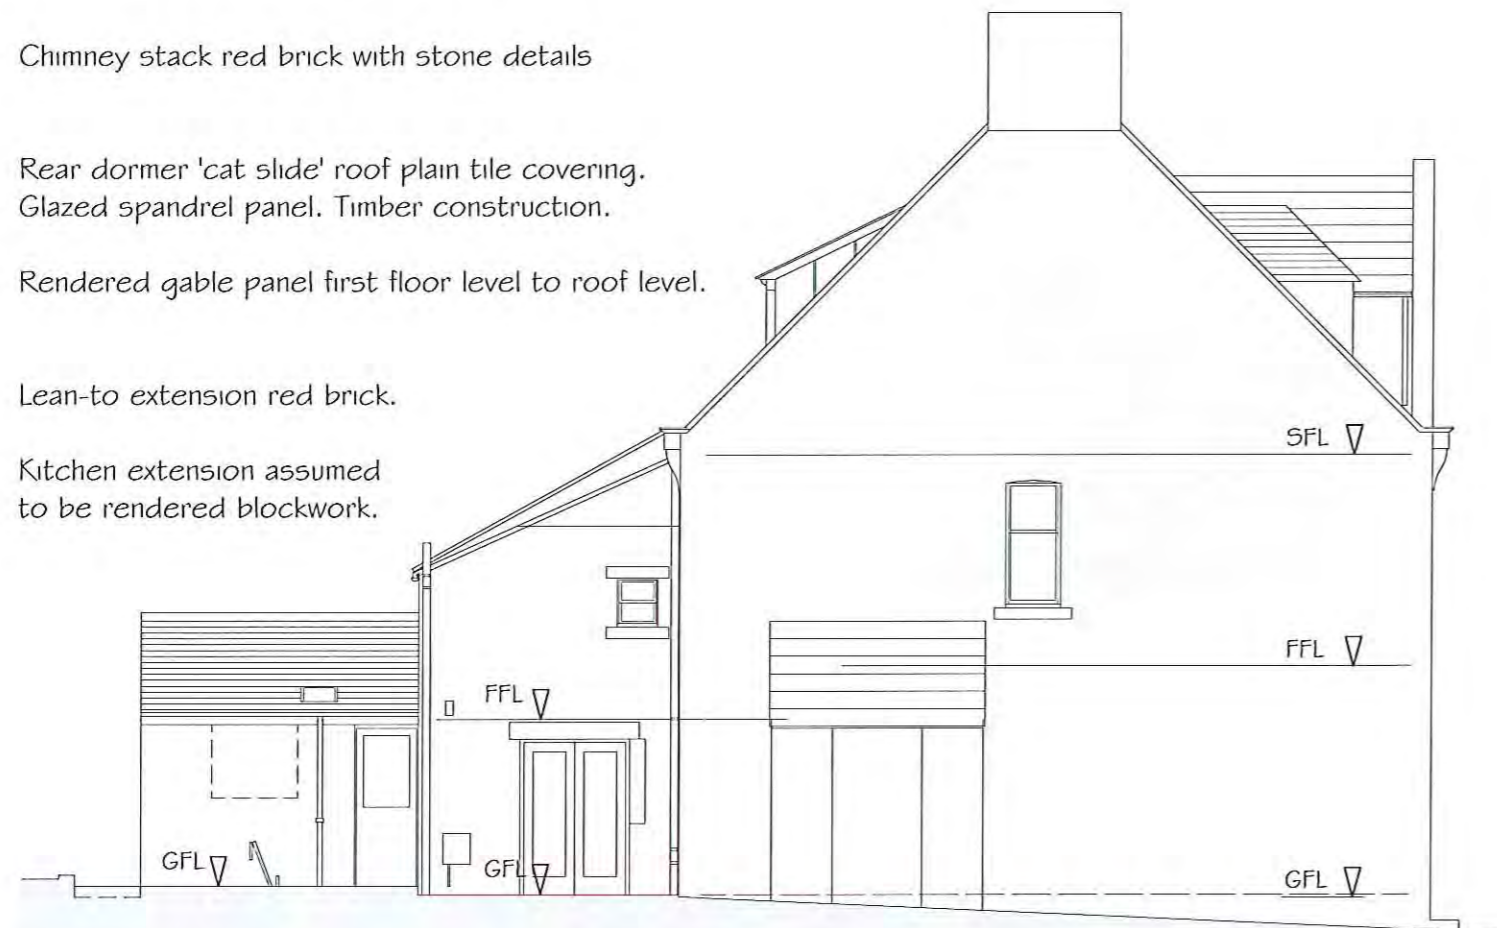 Chimney stack red brick with stone details
Rear dormer 'cat slide' roof plain tile covering.
Glazed spandrel panel. Timber construction.
Rendered gable panel first floor level to roof level.
Lean-to extension red brick.
SFL
Kitchen extension assumed
to be rendered blockwork.
FFL
FFL
GFL
GFL
GFL